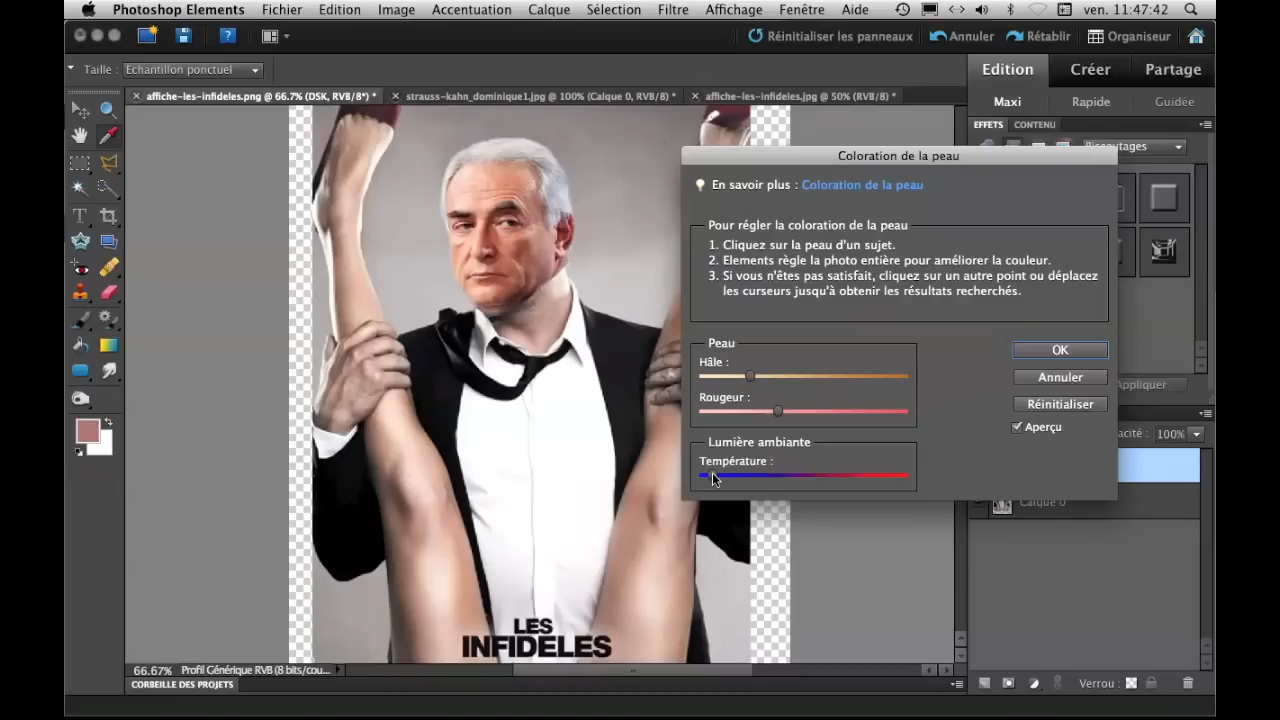 Photoshop Elements Fichier Edition Image Accentuation Calque Sélection Filtre Affichage Fenêtre Aide ven. 11:47:42
Réinitialiser les panneaux Annuler Rétablir Organiseur
Taille : Echantillon ponctuel
Edition Créer Partage
affiche-les-infideles.png @ 66.7% (DSK, RVB/8*) * strauss-kahn_dominique1.jpg @ 100% (Calque 0, RVB/8) * affiche-les-infideles.jpg @ 50% (RVB/8) *
Maxi Rapide Guidée
EFFETS CONTENU
Coloration de la peau
En savoir plus : Coloration de la peau
Pour régler la coloration de la peau
1. Cliquez sur la peau d'un sujet.
2. Elements règle la photo entière pour améliorer la couleur.
3. Si vous n'êtes pas satisfait, cliquez sur un autre point ou déplacez
les curseurs jusqu'à obtenir les résultats recherchés.
Peau
Hâle :
Rougeur :
Lumière ambiante
Température :
OK
Annuler
Réinitialiser
Aperçu
Appliquer
100%
Calque 0
LES
INFIDELES
66.67% Profil Générique RVB (8 bits/cou...
CORBEILLE DES PROJETS
Verrou :